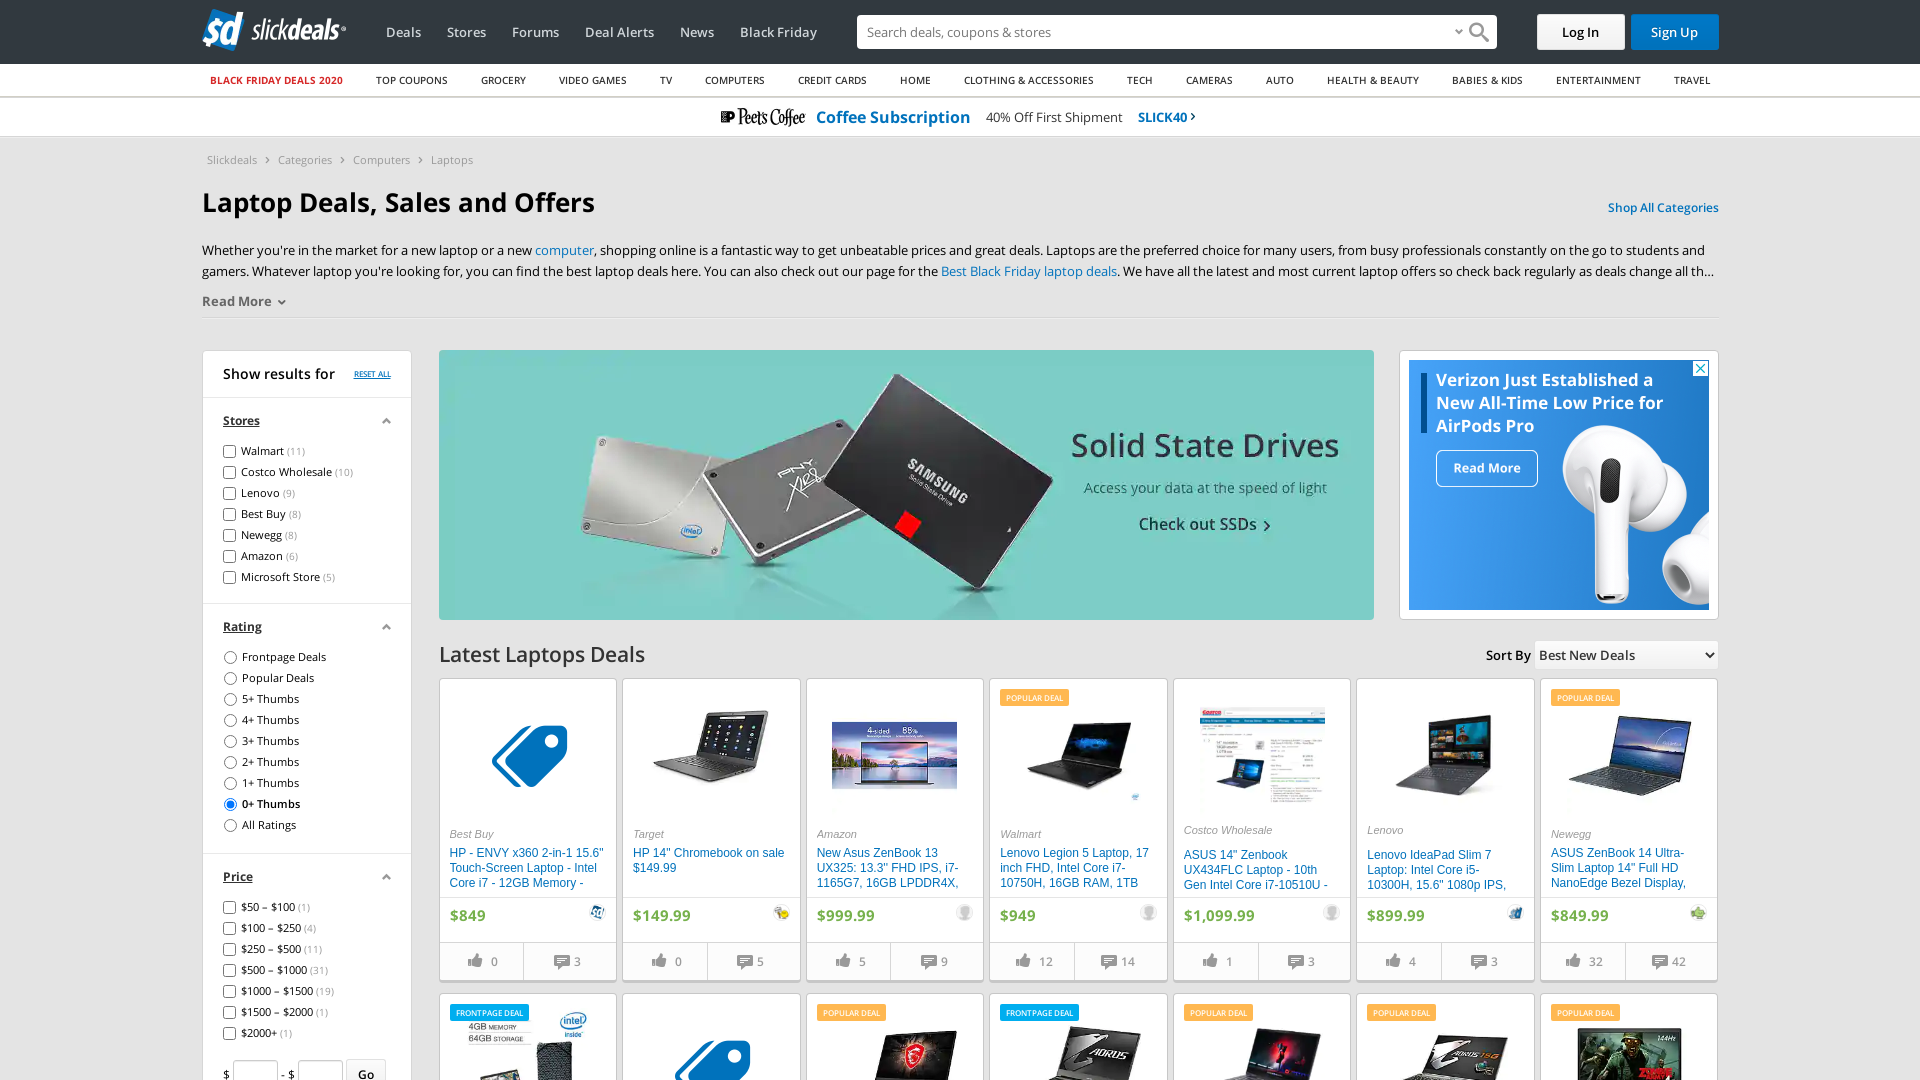 sd slickdeals
Deals
Stores
Forums
Deal Alerts
News
Black Friday
Search deals, coupons & stores
Log In
Sign Up
BLACK FRIDAY DEALS 2020
TOP COUPONS
GROCERY
VIDEO GAMES
TV
COMPUTERS
CREDIT CARDS
HOME
CLOTHING & ACCESSORIES
TECH
CAMERAS
AUTO
HEALTH & BEAUTY
BABIES & KIDS
ENTERTAINMENT
TRAVEL
Peet's Coffee Coffee Subscription 40% Off First Shipment SLICK40
Slickdeals > Categories > Computers > Laptops
Laptop Deals, Sales and Offers
Shop All Categories
Whether you're in the market for a new laptop or a new computer, shopping online is a fantastic way to get unbeatable prices and great deals. Laptops are the preferred choice for many users, from busy professionals constantly on the go to students and
gamers. Whatever laptop you're looking for, you can find the best laptop deals here. You can also check out our page for the Best Black Friday laptop deals. We have all the latest and most current laptop offers so check back regularly as deals change all th...
Read More
Show results for
RESET ALL
Stores
Walmart (11)
Costco Wholesale (10)
Lenovo (9)
Best Buy (8)
Newegg (8)
Amazon (6)
Microsoft Store (5)
Rating
Frontpage Deals
Popular Deals
5+ Thumbs
4+ Thumbs
3+ Thumbs
2+ Thumbs
1+ Thumbs
0+ Thumbs
All Ratings
Price
$50 – $100 (1)
$100 – $250 (4)
$250 – $500 (11)
$500 – $1000 (31)
$1000 – $1500 (19)
$1500 – $2000 (1)
$2000+ (1)
$ - $ Go
intel
SAMSUNG
Solid State Drive
Solid State Drives
Access your data at the speed of light
Check out SSDs >
Verizon Just Established a
New All-Time Low Price for
AirPods Pro
Read More
Latest Laptops Deals
Sort By Best New Deals
Best Buy
HP - ENVY x360 2-in-1 15.6"
Touch-Screen Laptop - Intel
Core i7 - 12GB Memory -
$849
0
3
Target
HP 14" Chromebook on sale
$149.99
$149.99
0
5
4-sided 88%
Amazon
New Asus ZenBook 13
UX325: 13.3" FHD IPS, i7-
1165G7, 16GB LPDDR4X,
$999.99
5
9
POPULAR DEAL
Walmart
Lenovo Legion 5 Laptop, 17
inch FHD, Intel Core i7-
10750H, 16GB RAM, 1TB
$949
12
14
Costco Wholesale
ASUS 14" Zenbook
UX434FLC Laptop - 10th
Gen Intel Core i7-10510U -
$1,099.99
1
3
Lenovo
Lenovo IdeaPad Slim 7
Laptop: Intel Core i5-
10300H, 15.6" 1080p IPS,
$899.99
4
3
POPULAR DEAL
Newegg
ASUS ZenBook 14 Ultra-
Slim Laptop 14" Full HD
NanoEdge Bezel Display,
$849.99
32
42
FRONTPAGE DEAL
4GB MEMORY
64GB STORAGE
intel
inside
POPULAR DEAL
FRONTPAGE DEAL
AORUS
POPULAR DEAL
POPULAR DEAL
AORUS 15G
POPULAR DEAL
144Hz